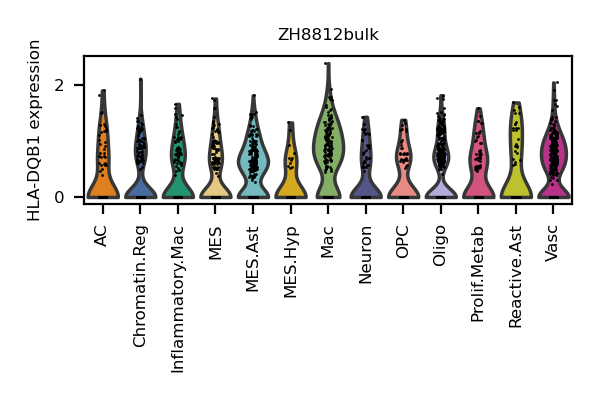 ZH8812bulk
HLA-DQB1 expression
2
0
AC
Chromatin.Reg
Inflammatory.Mac
MES
MES.Ast
MES.Hyp
Mac
Neuron
OPC
Oligo
Prolif.Metab
Reactive.Ast
Vasc